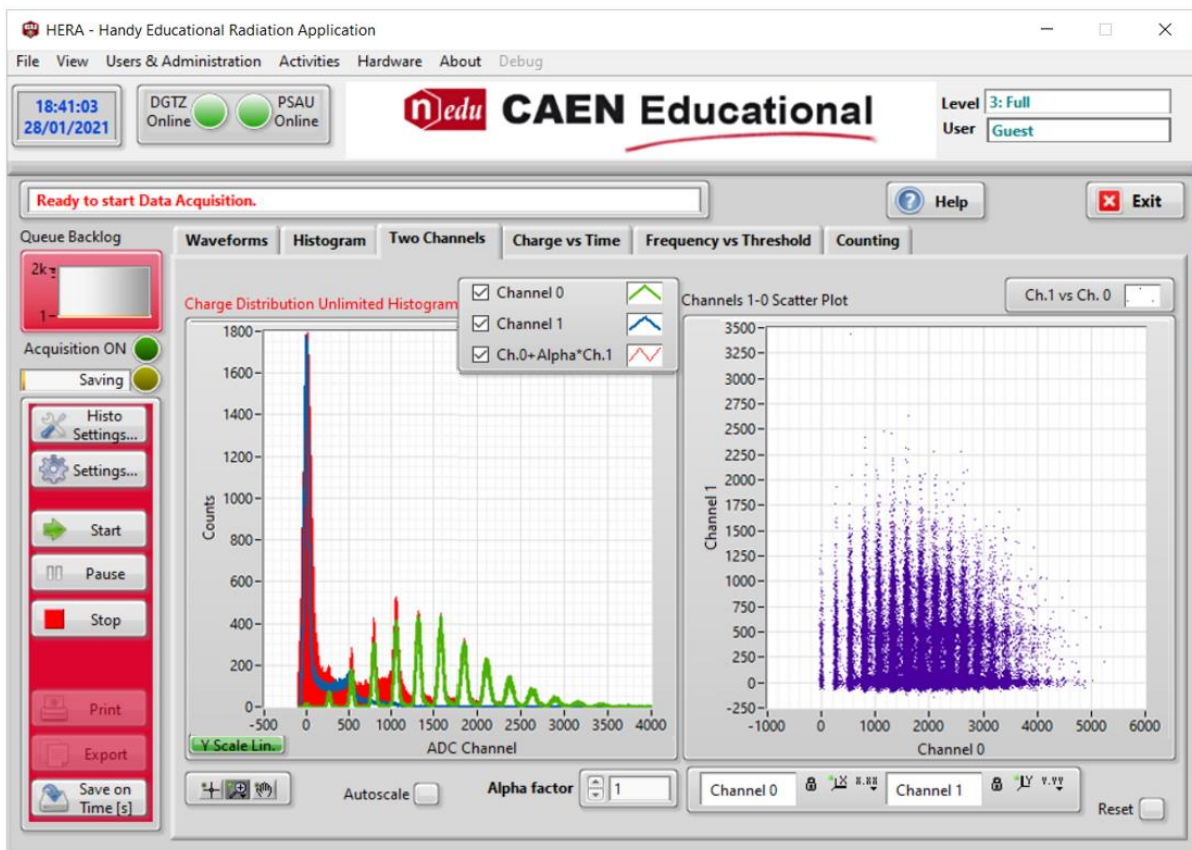 HERA - Handy Educational Radiation Application
File View Users & Administration Activities Hardware About Debug
18:41:03
28/01/2021
DGTZ
Online
PSAU
Online
n edu CAEN Educational
Level 3: Full
User Guest
Ready to start Data Acquisition.
Help
Exit
Queue Backlog
2k
1
Acquisition ON
Saving
Histo
Settings...
Settings...
Start
Pause
Stop
Print
Export
Save on
Time [s]
Waveforms Histogram Two Channels Charge vs Time Frequency vs Threshold Counting
Charge Distribution Unlimited Histogram
Channel 0
Channel 1
Ch.0+Alpha*Ch.1
1800
1600
1400
1200
1000
800
600
400
200
0
Counts
-500 0 500 1000 1500 2000 2500 3000 3500 4000
ADC Channel
Y Scale Lin.
Channels 1-0 Scatter Plot
Ch.1 vs Ch. 0
3500
3250
3000
2750
2500
2250
2000
1750
1500
1250
1000
750
500
250
0
-250
Channel 1
-1000 0 1000 2000 3000 4000 5000 6000
Channel 0
Autoscale
Alpha factor 1
Channel 0
X X.XX
Channel 1
Y Y.YY
Reset